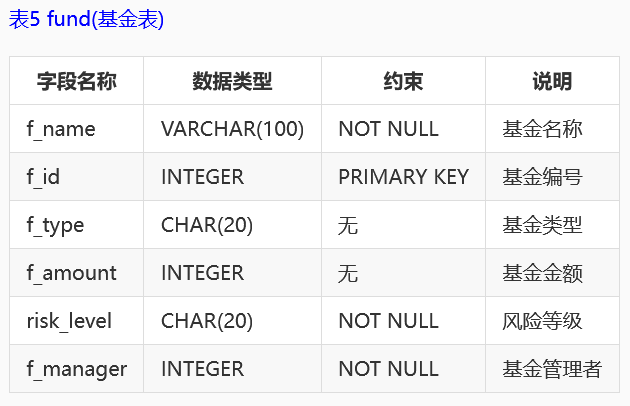 表5 fund(基金表)
字段名称 数据类型 约束 说明
f_name VARCHAR(100) NOT NULL 基金名称
f_id INTEGER PRIMARY KEY 基金编号
f_type CHAR(20) 无 基金类型
f_amount INTEGER 无 基金金额
risk_level CHAR(20) NOT NULL 风险等级
f_manager INTEGER NOT NULL 基金管理者